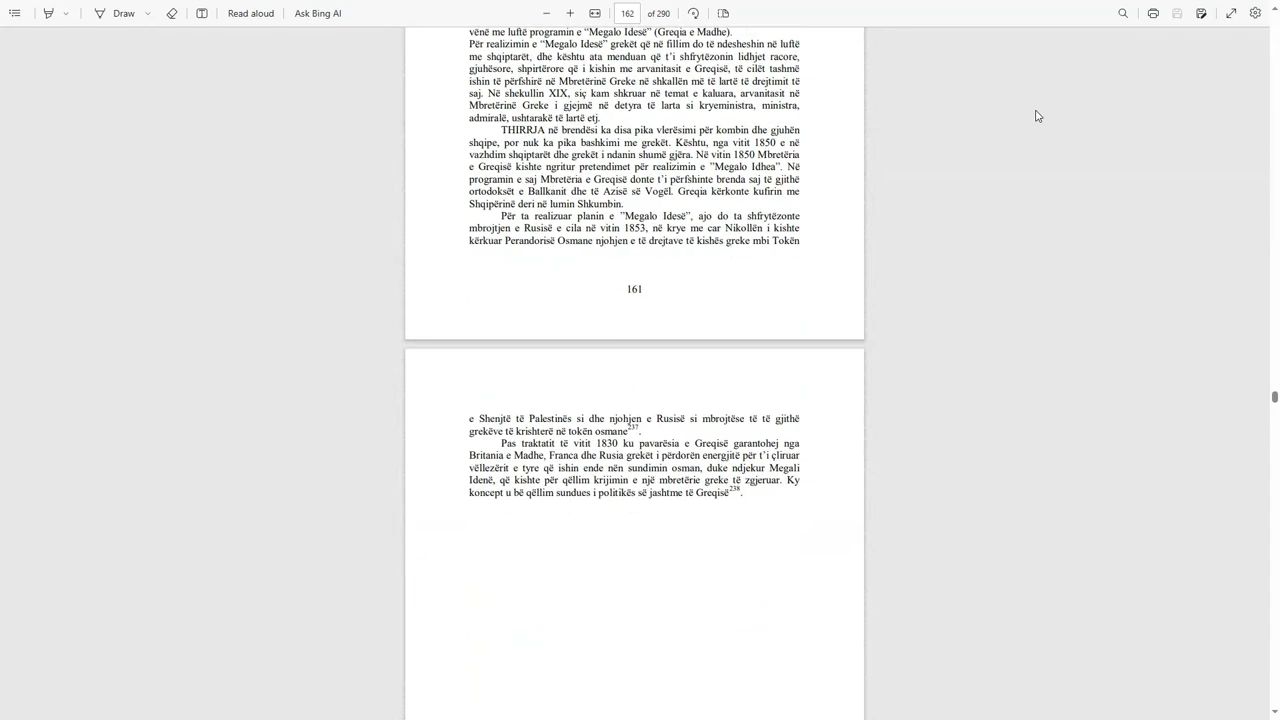 Draw
Read aloud
Ask Bing AI
162 of 290
vënë me luftë programin e “Megalo Idesë” (Greqia e Madhe).
Për realizimin e “Megalo Idesë” grekët që në fillim do të ndesheshin në luftë
me shqiptarët, dhe kështu ata menduan që t’i shfrytëzonin lidhjet racore,
gjuhësore, shpirtërore që i kishin me arvanitasit e Greqisë, të cilët tashmë
ishin të përfshirë në Mbretërinë Greke në shkallën më të lartë të drejtimit të
saj. Në shekullin XIX, siç kam shkruar në temat e kaluara, arvanitasit në
Mbretërinë Greke i gjejmë në detyra të larta si kryeministra, ministra,
admiralë, ushtarakë të lartë etj.
THIRRJA në brendësi ka disa pika vlerësimi për kombin dhe gjuhën
shqipe, por nuk ka pika bashkimi me grekët. Kështu, nga vitit 1850 e në
vazhdim shqiptarët dhe grekët i ndanin shumë gjëra. Në vitin 1850 Mbretëria
e Greqisë kishte ngritur pretendimet për realizimin e ”Megalo Idhea”. Në
programin e saj Mbretëria e Greqisë donte t’i përfshinte brenda saj të gjithë
ortodoksët e Ballkanit dhe të Azisë së Vogël. Greqia kërkonte kufirin me
Shqipërinë deri në lumin Shkumbin.
Për ta realizuar planin e ”Megalo Idesë”, ajo do ta shfrytëzonte
mbrojtjen e Rusisë e cila në vitin 1853, në krye me car Nikollën i kishte
kërkuar Perandorisë Osmane njohjen e të drejtave të kishës greke mbi Tokën
161
e Shenjtë të Palestinës si dhe njohjen e Rusisë si mbrojtëse të të gjithë
grekëve të krishterë në tokën osmane237.
Pas traktatit të vitit 1830 ku pavarësia e Greqisë garantohej nga
Britania e Madhe, Franca dhe Rusia grekët i përdorën energjitë për t’i çliruar
vëllezërit e tyre që ishin ende nën sundimin osman, duke ndjekur Megali
Idenë, që kishte për qëllim krijimin e një mbretërie greke të zgjeruar. Ky
koncept u bë qëllim sundues i politikës së jashtme të Greqisë238.